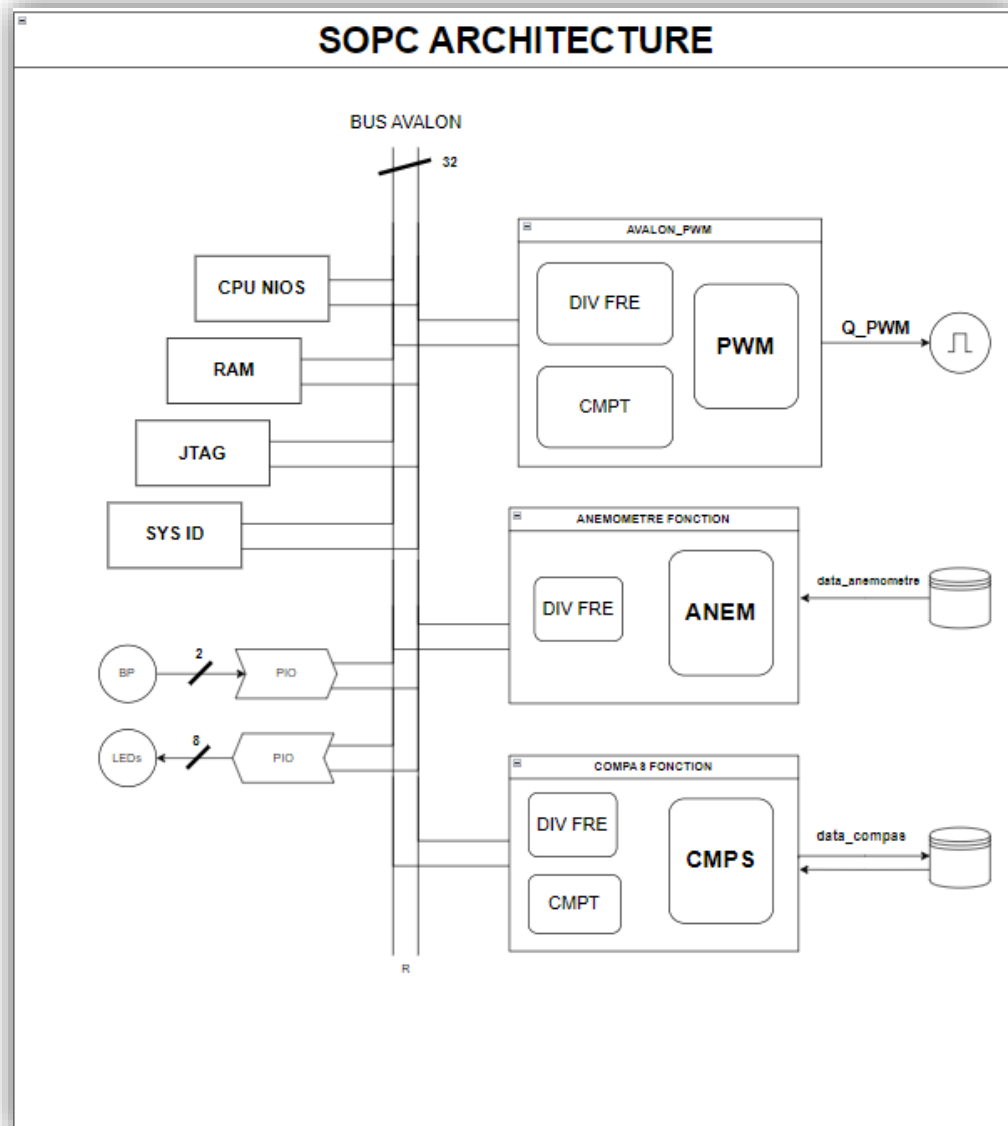 SOPC ARCHITECTURE
BUS AVALON
32
CPU NIOS
RAM
JTAG
SYS ID
BP
2
PIO
LEDs
8
PIO
R
AVALON_PWM
DIV FRE
CMPT
PWM
Q_PWM
ANEMOMETRE FONCTION
DIV FRE
ANEM
data_anemometre
COMPAS FONCTION
DIV FRE
CMPT
CMPS
data_compas